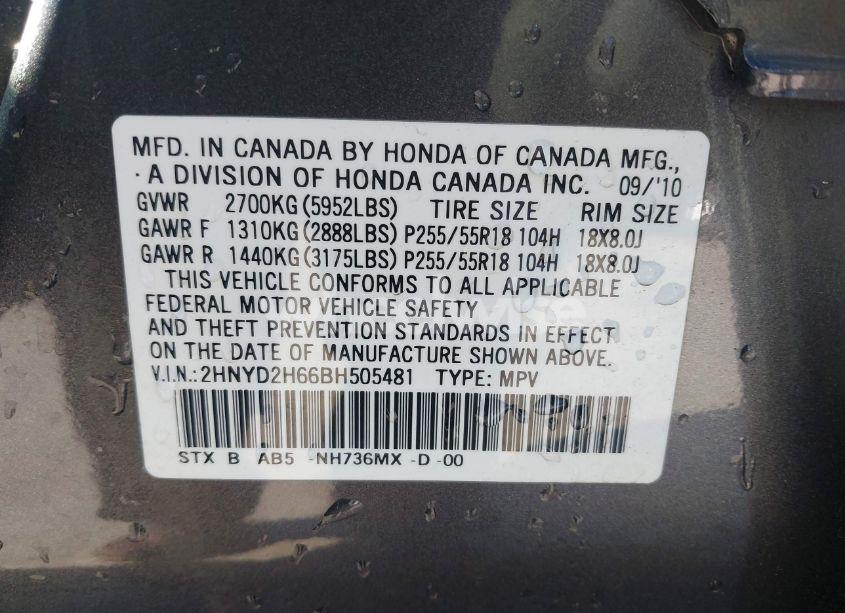 MFD. IN CANADA BY HONDA OF CANADA MFG.,
· A DIVISION OF HONDA CANADA INC. 09/'10
GVWR 2700KG (5952LBS) TIRE SIZE RIM SIZE
GAWR F 1310KG (2888LBS) P255/55R18 104H 18X8.0J
GAWR R 1440KG (3175LBS) P255/55R18 104H 18X8.0J
THIS VEHICLE CONFORMS TO ALL APPLICABLE
FEDERAL MOTOR VEHICLE SAFETY
AND THEFT PREVENTION STANDARDS IN EFFECT
ON THE DATE OF MANUFACTURE SHOWN ABOVE.
V.I.N.: 2HNYD2H66BH505481 TYPE: MPV
STX B AB5 -NH736MX -D -00